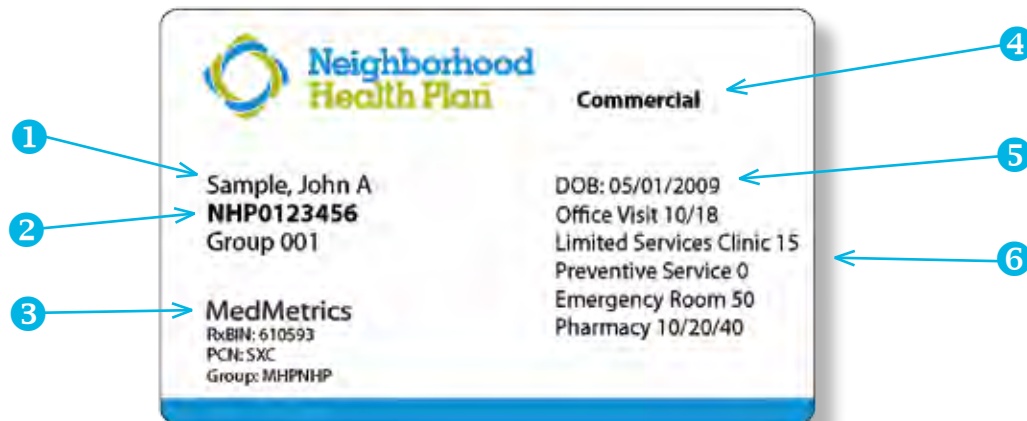 Neighborhood
Health Plan
Commercial
4
1
Sample, John A
NHP0123456
2
Group 001
DOB: 05/01/2009
5
Office Visit 10/18
Limited Services Clinic 15
Preventive Service 0
Emergency Room 50
Pharmacy 10/20/40
6
3
MedMetrics
RxBIN: 610593
PCN: SXC
Group: MHPNHP